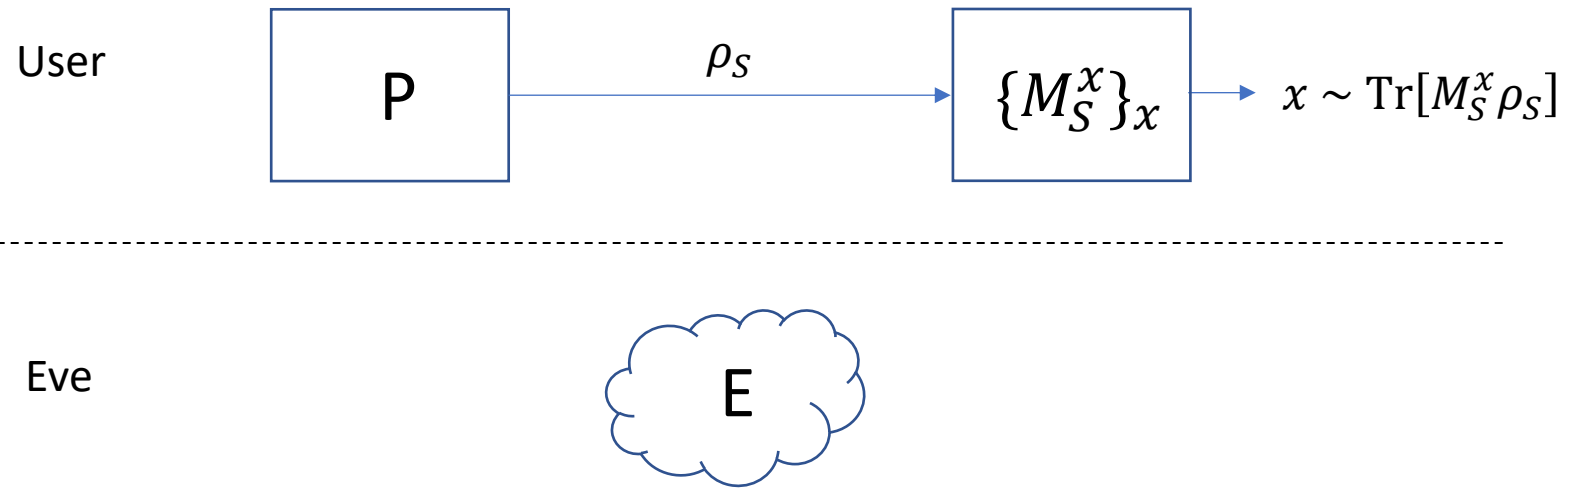 User
P
ρ_S
{M_S^x}_x
x ~ Tr[M_S^x ρ_S]
Eve
E